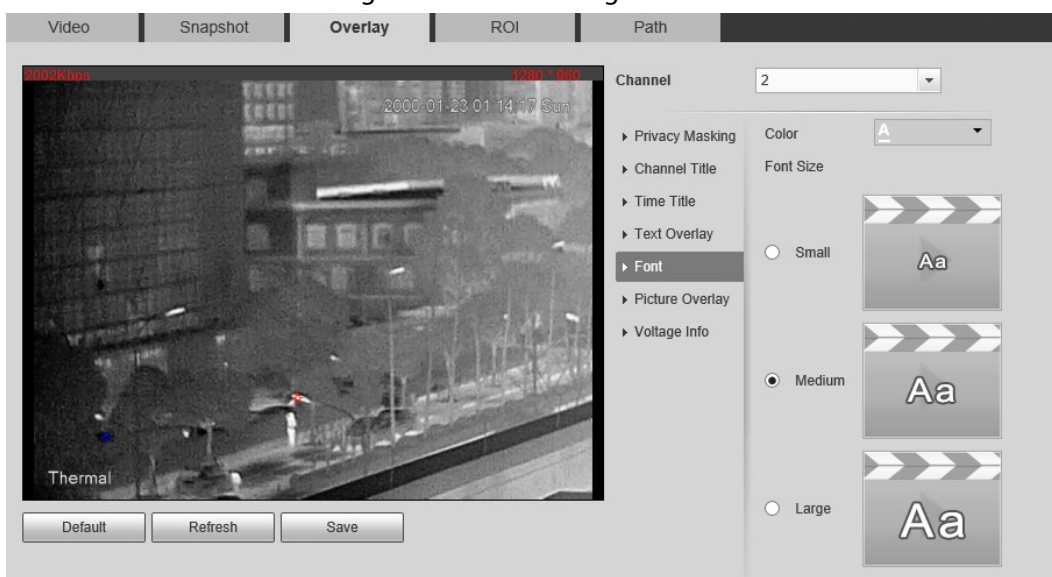 Video Snapshot Overlay ROI Path
2002Kbps 1280 * 960
2000-01-23 01:14:17 Sun
Thermal
Default Refresh Save
Channel 2
Privacy Masking
Channel Title
Time Title
Text Overlay
Font
Picture Overlay
Voltage Info
Color A
Font Size
Small Aa
Medium Aa
Large Aa